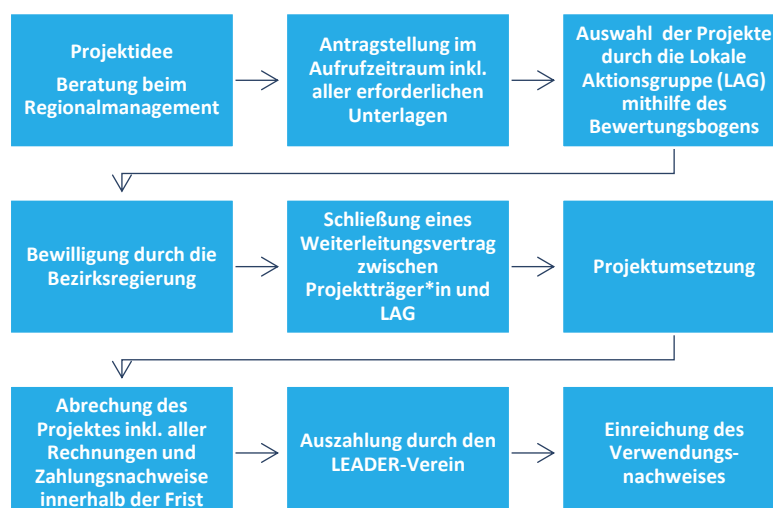 Projektidee
Beratung beim
Regionalmanagement
Antragstellung im
Aufrufzeitraum inkl.
aller erforderlichen
Unterlagen
Auswahl der Projekte
durch die Lokale
Aktionsgruppe (LAG)
mithilfe des
Bewertungsbogens
Bewilligung durch die
Bezirksregierung
Schließung eines
Weiterleitungsvertrag
zwischen
Projektträger*in und
LAG
Projektumsetzung
Abrechung des
Projektes inkl. aller
Rechnungen und
Zahlungsnachweise
innerhalb der Frist
Auszahlung durch den
LEADER-Verein
Einreichung des
Verwendungs-
nachweises